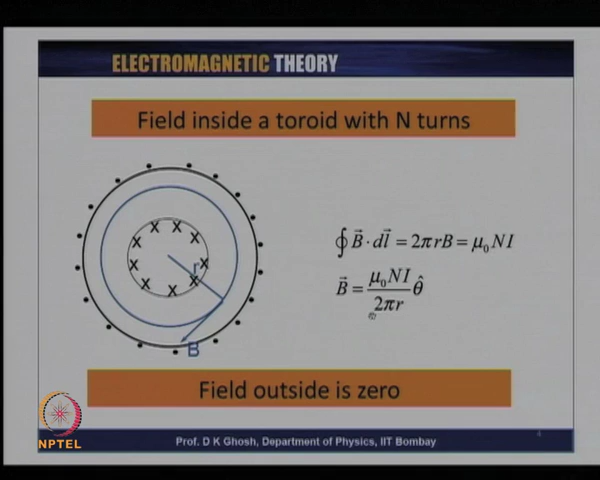 ELECTROMAGNETIC THEORY
Field inside a toroid with N turns
x x x x x x x x x
r
B
∮ B⃗ · dl⃗ = 2πrB = μ₀NI
B⃗ = μ₀NI / 2πr θ̂
Field outside is zero
NPTEL
Prof. D K Ghosh, Department of Physics, IIT Bombay
4